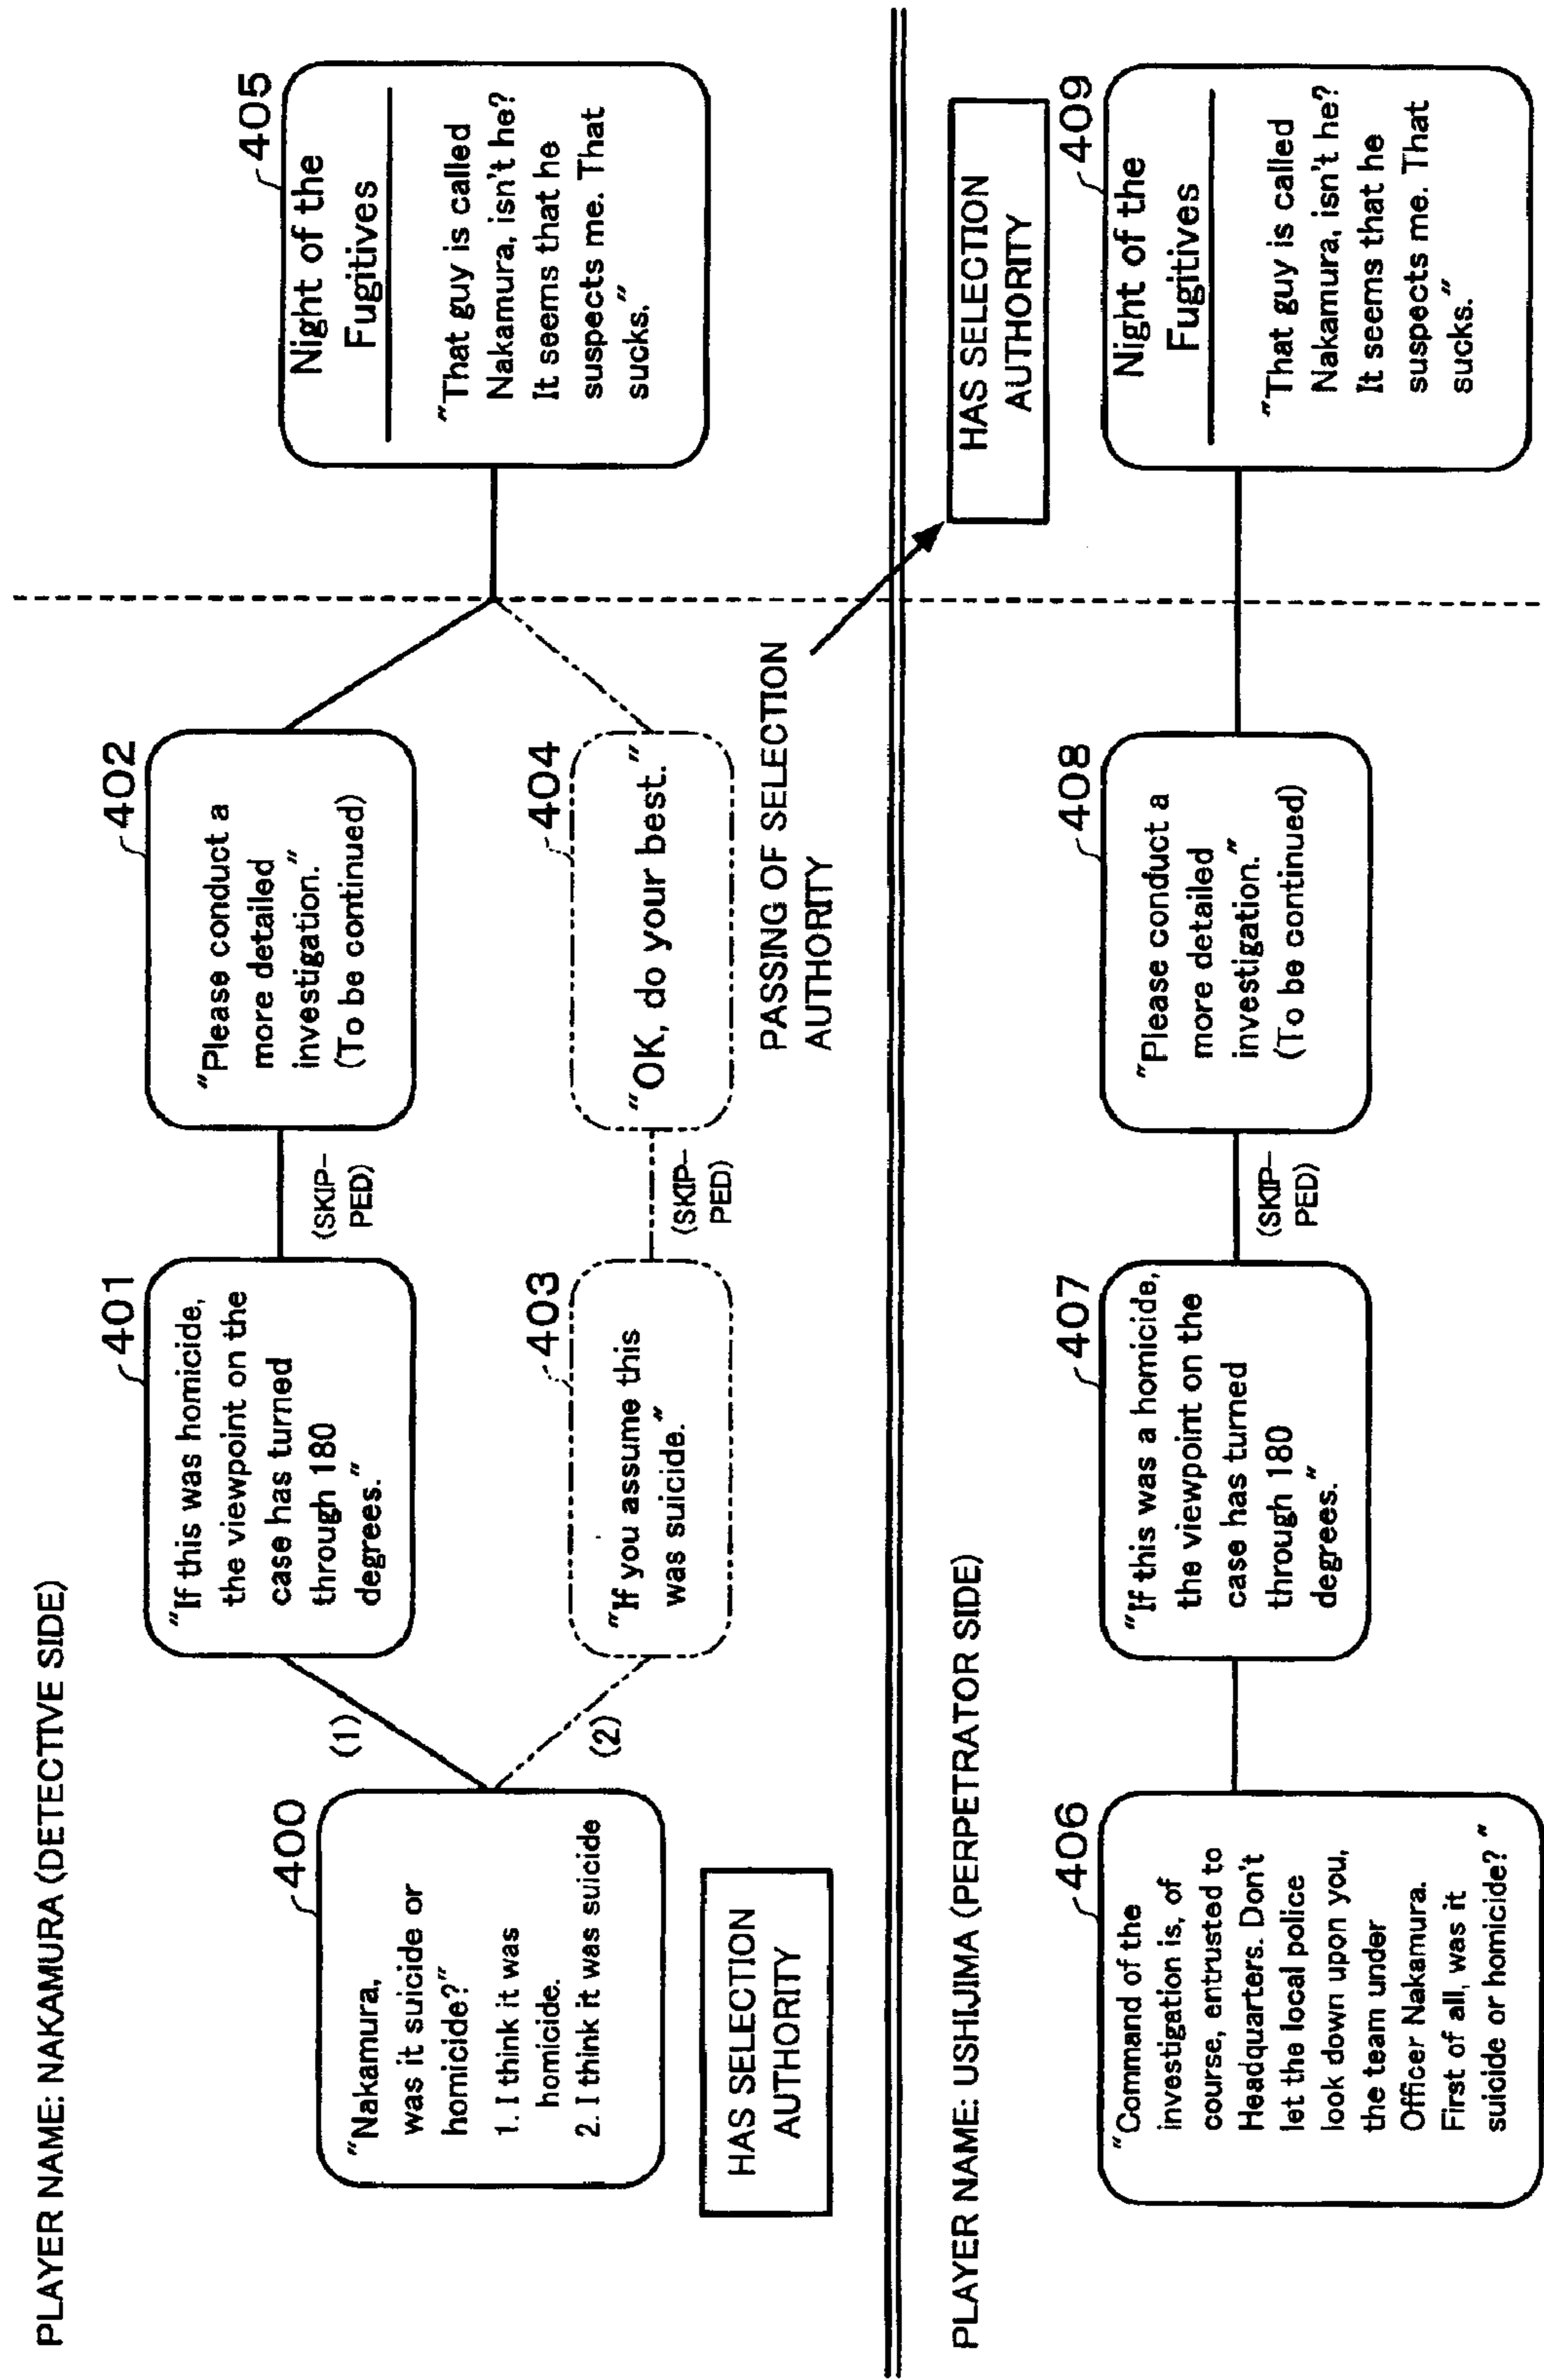 PLAYER NAME: NAKAMURA (DETECTIVE SIDE)
400
"Nakamura,
was it suicide or
homicide?"
1. I think it was
homicide.
2. I think it was suicide
HAS SELECTION
AUTHORITY
(1)
(2)
401
"If this was homicide,
the viewpoint on the
case has turned
through 180
degrees."
(SKIP-
PED)
402
"Please conduct a
more detailed
investigation."
(To be continued)
403
"If you assume this
was suicide."
(SKIP-
PED)
404
"OK, do your best."
PASSING OF SELECTION
AUTHORITY
405
Night of the
Fugitives
"That guy is called
Nakamura, isn't he?
It seems that he
suspects me. That
sucks."
PLAYER NAME: USHIJIMA (PERPETRATOR SIDE)
406
"Command of the
investigation is, of
course, entrusted to
Headquarters. Don't
let the local police
look down upon you,
the team under
Officer Nakamura.
First of all, was it
suicide or homicide? "
407
"If this was a homicide,
the viewpoint on the
case has turned
through 180
degrees."
(SKIP-
PED)
408
"Please conduct a
more detailed
investigation."
(To be continued)
HAS SELECTION
AUTHORITY
409
Night of the
Fugitives
"That guy is called
Nakamura, isn't he?
It seems that he
suspects me. That
sucks."